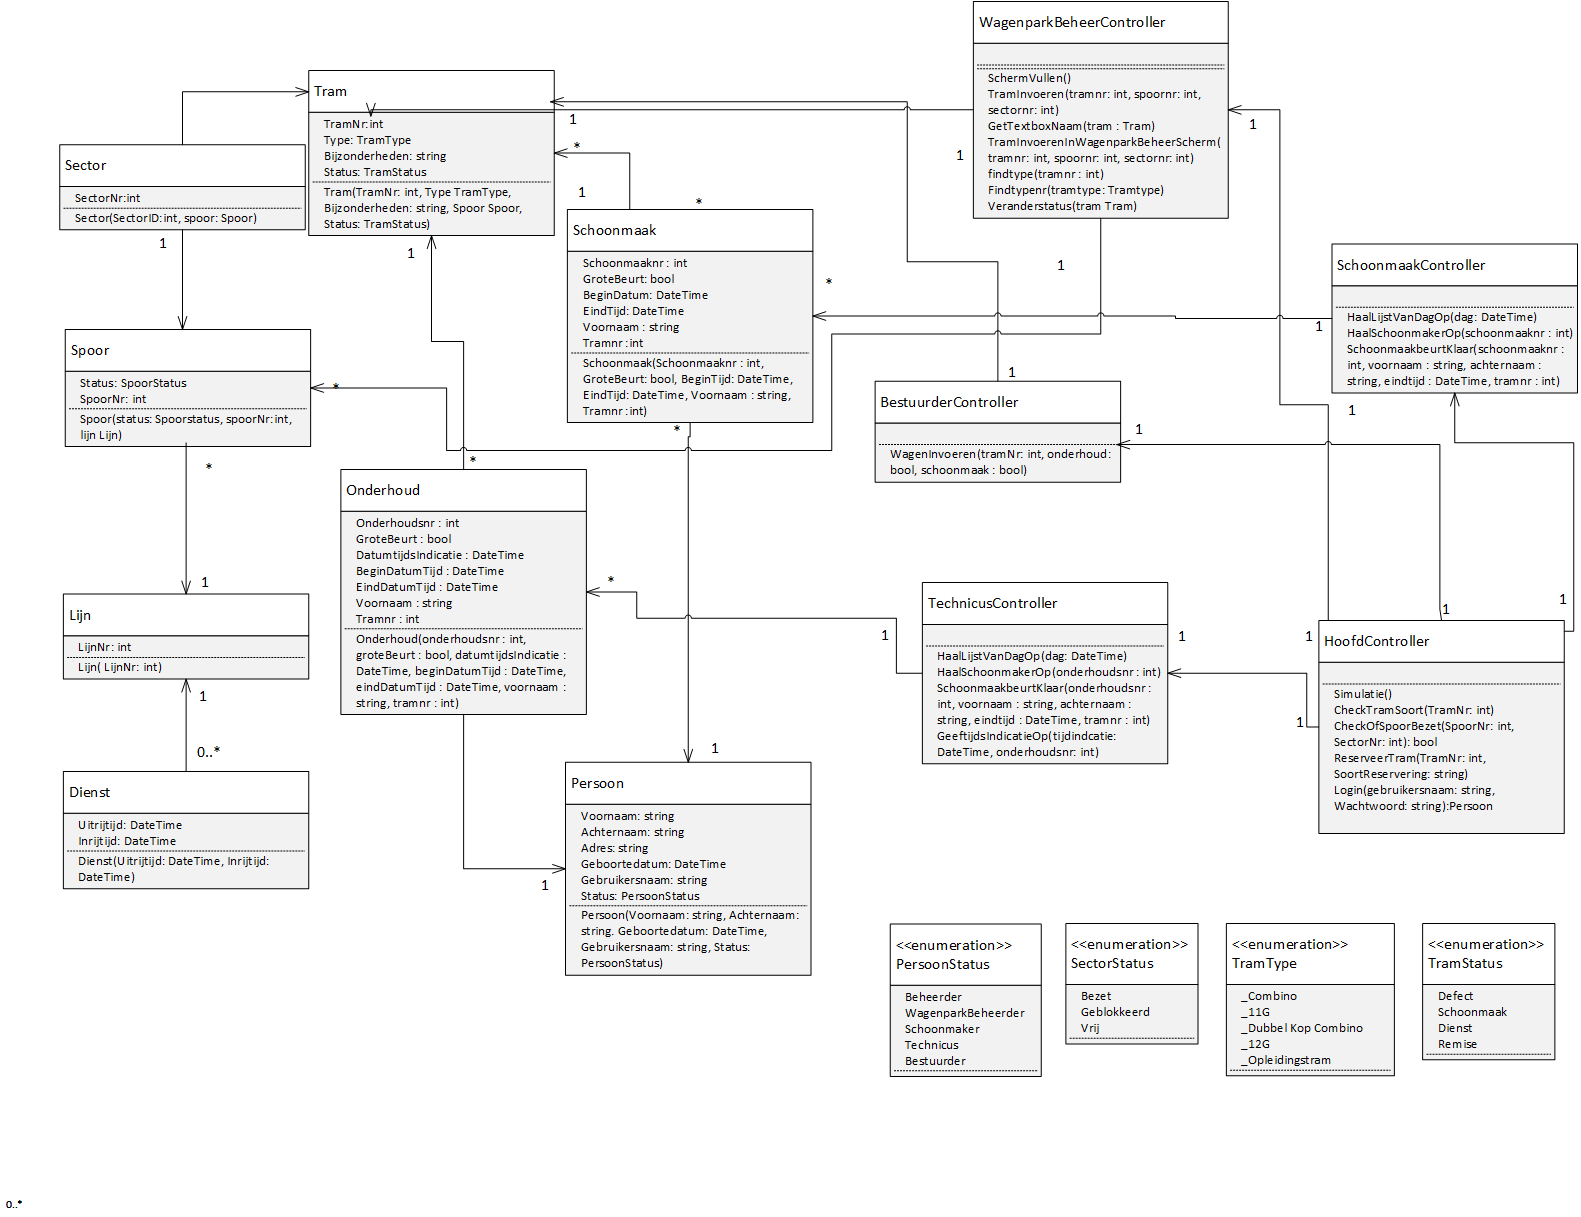 WagenparkBeheerController
SchermVullen()
TramInvoeren(tramnr: int, spoornr: int,
sectornr: int)
GetTextboxNaam(tram : Tram)
TramInvoerenInWagenparkBeheerScherm(
tramnr: int, spoornr: int, sectornr: int)
findtype(tramnr : int)
Findtypenr(tramtype: Tramtype)
Veranderstatus(tram Tram)
1
1
1
Tram
TramNr:int
Type: TramType
Bijzonderheden: string
Status: TramStatus
Tram(TramNr: int, Type TramType,
Bijzonderheden: string, Spoor Spoor,
Status: TramStatus)
1
*
1
*
1
Sector
SectorNr:int
Sector(SectorID:int, spoor: Spoor)
1
Schoonmaak
Schoonmaaknr : int
GroteBeurt: bool
BeginDatum: DateTime
EindTijd: DateTime
Voornaam : string
Tramnr :int
Schoonmaak(Schoonmaaknr : int,
GroteBeurt: bool, BeginTijd: DateTime,
EindTijd: DateTime, Voornaam : string,
Tramnr :int)
*
*
SchoonmaakController
HaalLijstVanDagOp(dag: DateTime)
HaalSchoonmakerOp(schoonmaaknr : int)
SchoonmaakbeurtKlaar(schoonmaaknr :
int, voornaam : string, achternaam :
string, eindtijd : DateTime, tramnr : int)
1
1
Spoor
Status: SpoorStatus
SpoorNr: int
Spoor(status: Spoorstatus, spoorNr:int,
lijn Lijn)
*
*
1
BestuurderController
WagenInvoeren(tramNr: int, onderhoud:
bool, schoonmaak : bool)
1
1
Onderhoud
Onderhoudsnr : int
GroteBeurt : bool
DatumtijdsIndicatie : DateTime
BeginDatumTijd : DateTime
EindDatumTijd : DateTime
Voornaam : string
Tramnr : int
Onderhoud(onderhoudsnr : int,
groteBeurt : bool, datumtijdsIndicatie :
DateTime, beginDatumTijd : DateTime,
eindDatumTijd : DateTime, voornaam :
string, tramnr : int)
*
*
1
Lijn
LijnNr: int
Lijn( LijnNr: int)
1
0..*
TechnicusController
HaalLijstVanDagOp(dag: DateTime)
HaalSchoonmakerOp(onderhoudsnr : int)
SchoonmaakbeurtKlaar(onderhoudsnr :
int, voornaam : string, achternaam :
string, eindtijd : DateTime, tramnr : int)
GeeftijdsIndicatieOp(tijdindcatie:
DateTime, onderhoudsnr: int)
1
1
1
1
1
1
HoofdController
Simulatie()
CheckTramSoort(TramNr: int)
CheckOfSpoorBezet(SpoorNr: int,
SectorNr: int): bool
ReserveerTram(TramNr: int,
SoortReservering: string)
Login(gebruikersnaam: string,
Wachtwoord: string):Persoon
Dienst
Uitrijtijd: DateTime
Inrijtijd: DateTime
Dienst(Uitrijtijd: DateTime, Inrijtijd:
DateTime)
1
1
Persoon
Voornaam: string
Achternaam: string
Adres: string
Geboortedatum: DateTime
Gebruikersnaam: string
Status: PersoonStatus
Persoon(Voornaam: string, Achternaam:
string. Geboortedatum: DateTime,
Gebruikersnaam: string, Status:
PersoonStatus)
<<enumeration>>
PersoonStatus
Beheerder
WagenparkBeheerder
Schoonmaker
Technicus
Bestuurder
<<enumeration>>
SectorStatus
Bezet
Geblokkeerd
Vrij
<<enumeration>>
TramType
_Combino
_11G
_Dubbel Kop Combino
_12G
_Opleidingstram
<<enumeration>>
TramStatus
Defect
Schoonmaak
Dienst
Remise
0..*